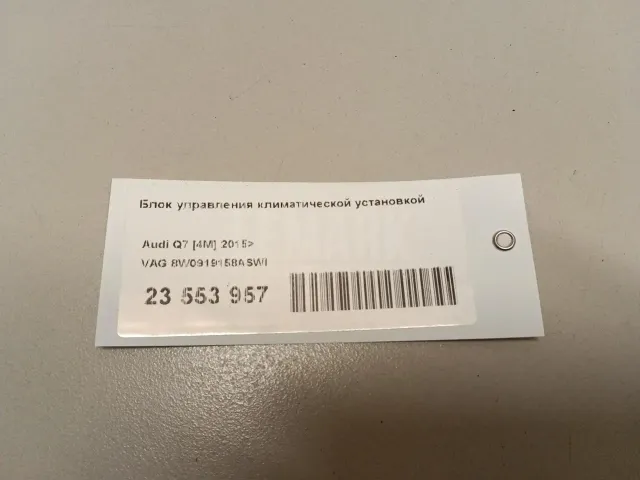 Блок управления климатической установкой
Audi Q7 [4M] 2015>
VAG 8W0919158ASWI
23 553 957